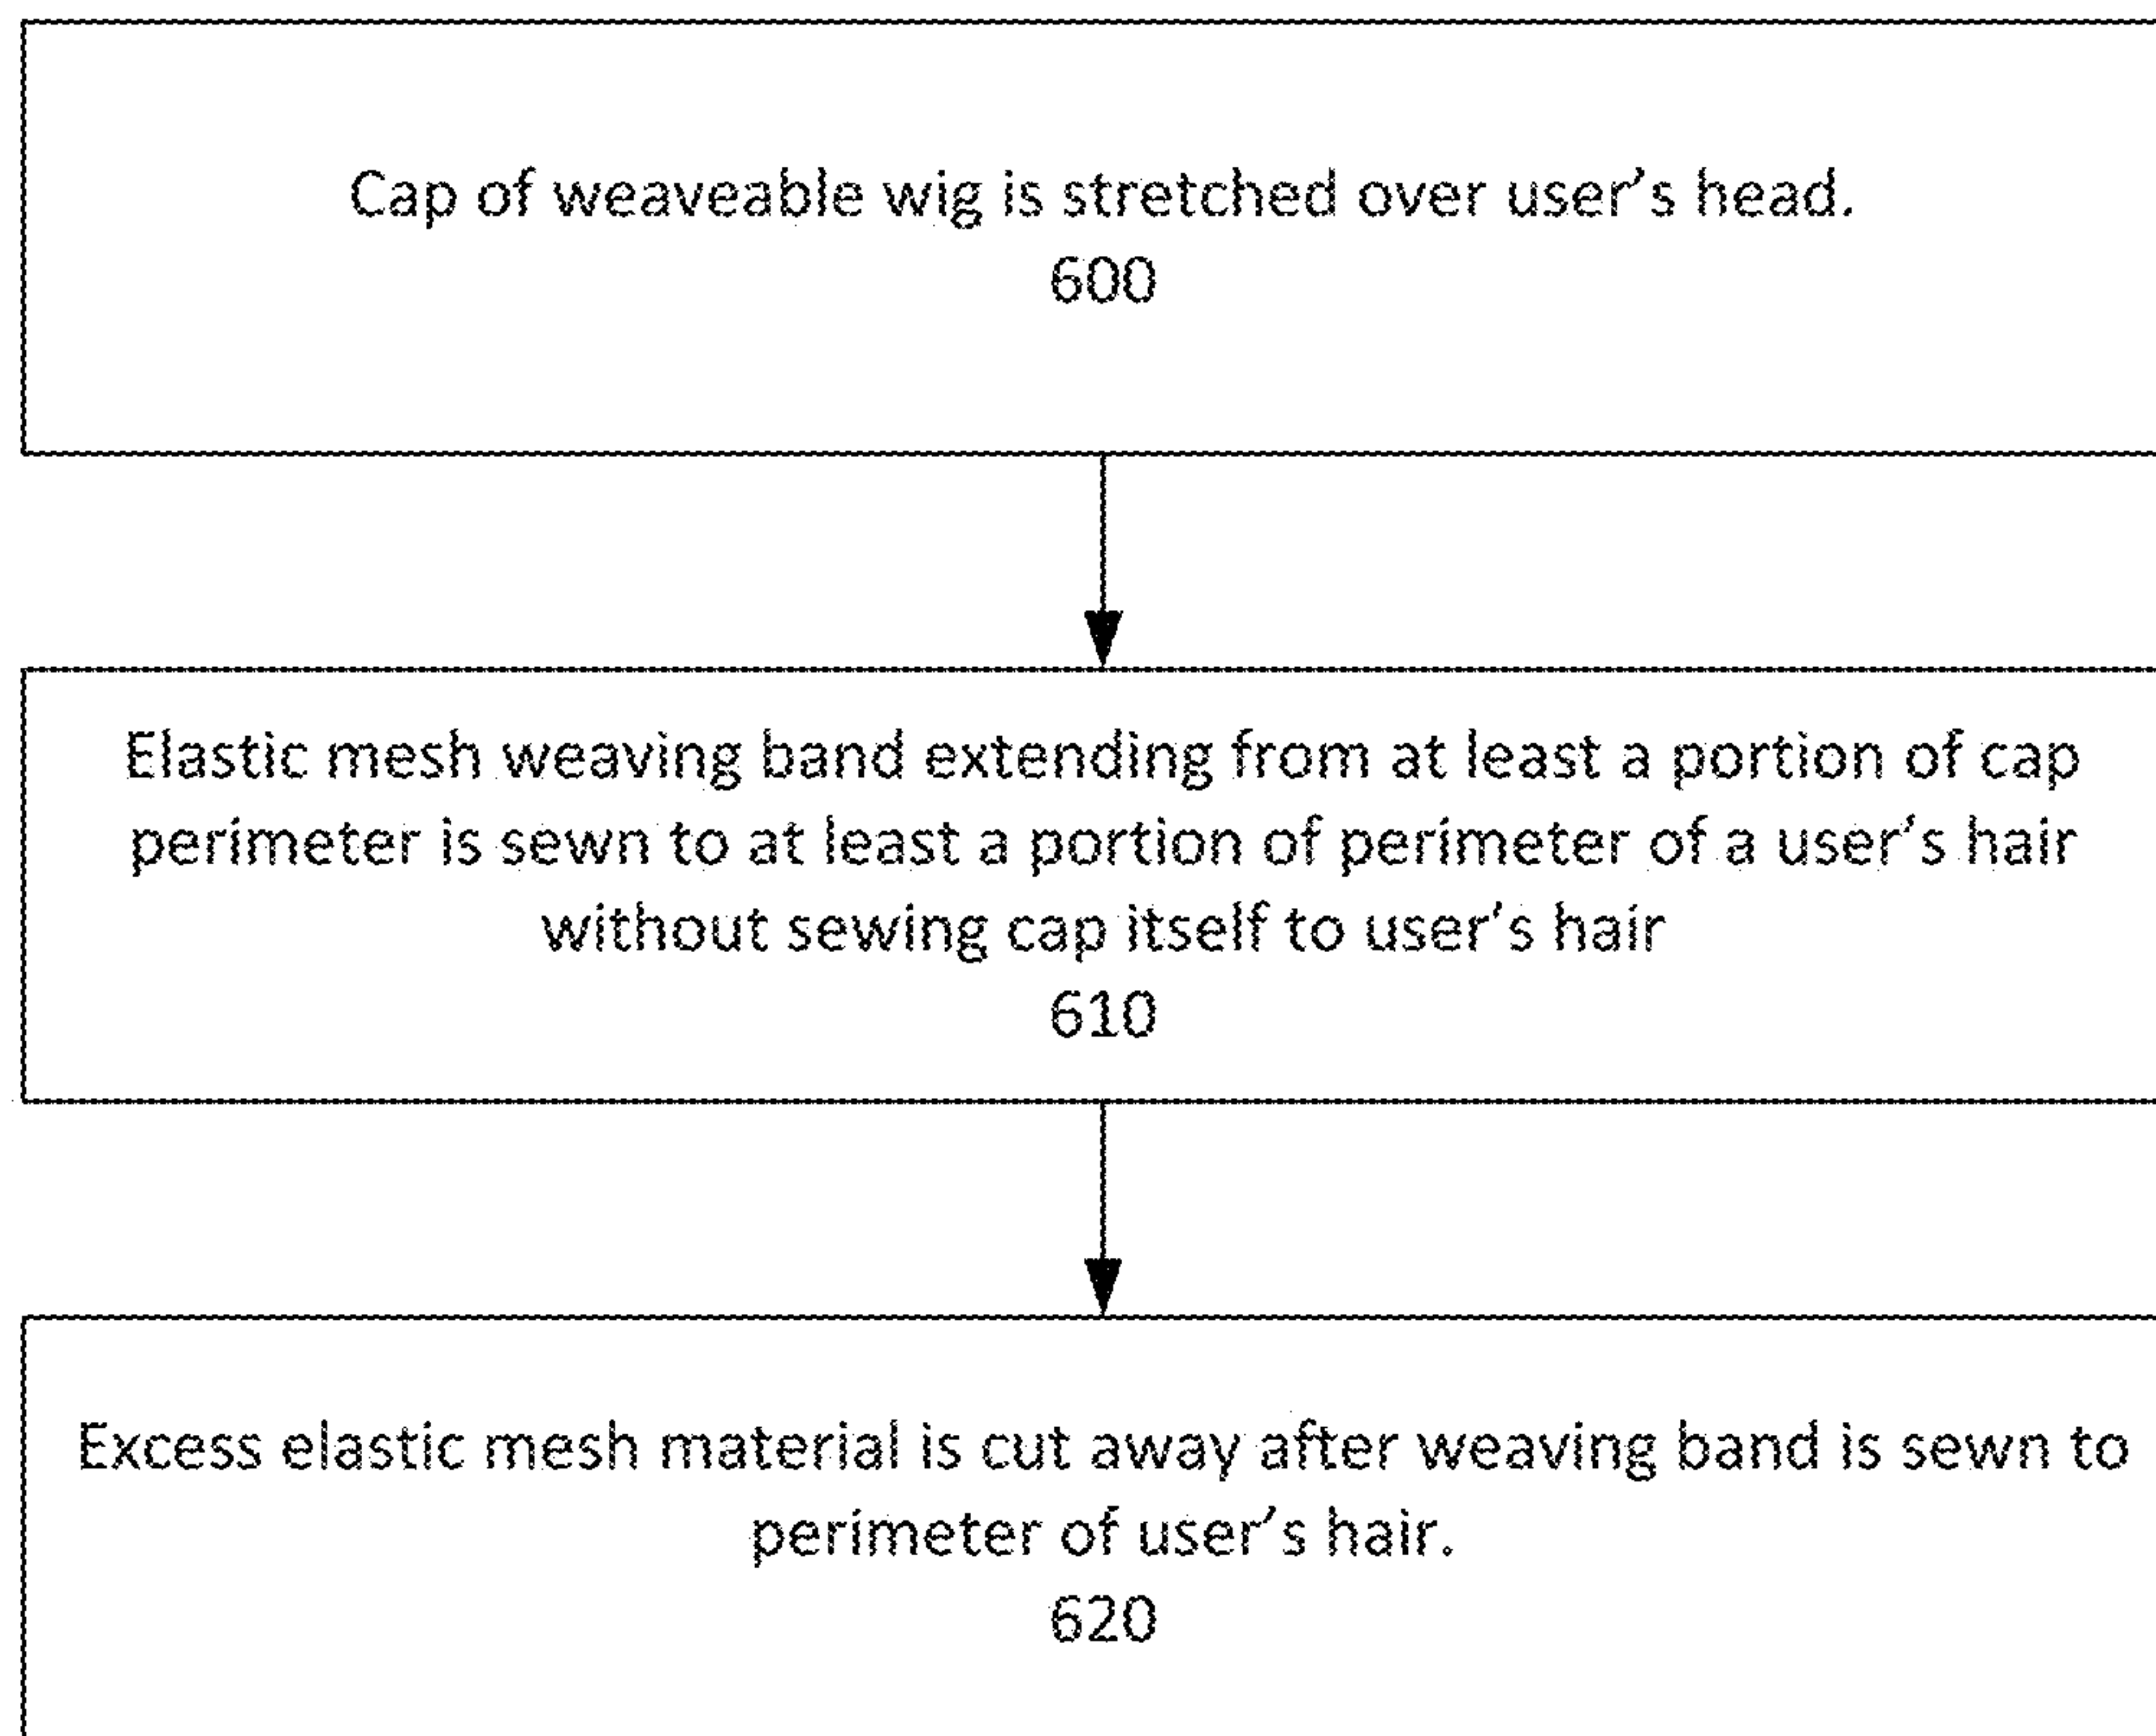 Cap of weaveable wig is stretched over user's head.
600
Elastic mesh weaving band extending from at least a portion of cap
perimeter is sewn to at least a portion of perimeter of a user's hair
without sewing cap itself to user's hair
610
Excess elastic mesh material is cut away after weaving band is sewn to
perimeter of user's hair.
620